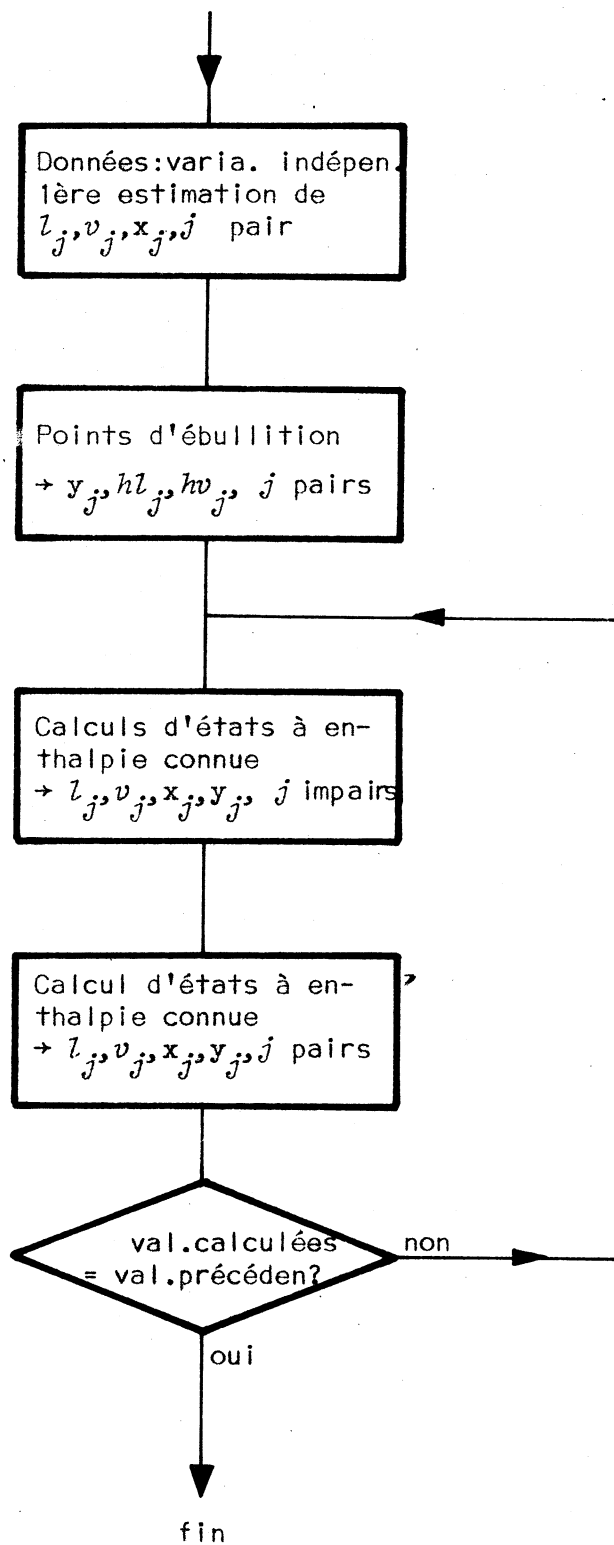 Données:varia. indépen.
1ère estimation de
l_j,v_j,x_j,j pair
Points d'ébullition
→ y_j,hl_j,hv_j, j pairs
Calculs d'états à en-
thalpie connue
→ l_j,v_j,x_j,y_j, j impairs
Calcul d'états à en-
thalpie connue
→ l_j,v_j,x_j,y_j,j pairs
val.calculées
= val.précéden?
non
oui
fin